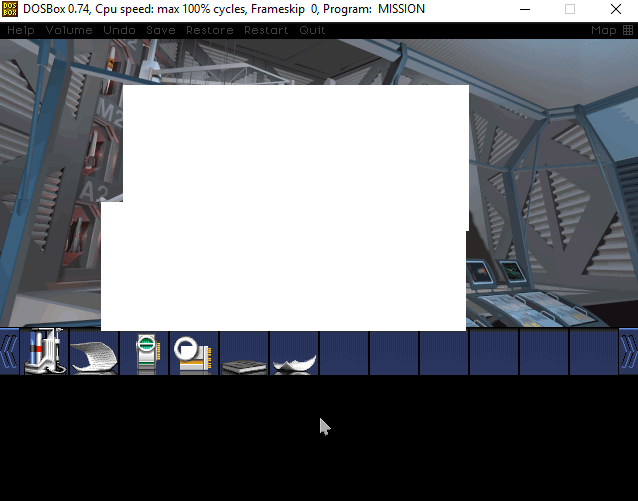 DOSBox 0.74, Cpu speed: max 100% cycles, Frameskip 0, Program: MISSION
Help Volume Undo Save Restore Restart Quit Map
M2
A2